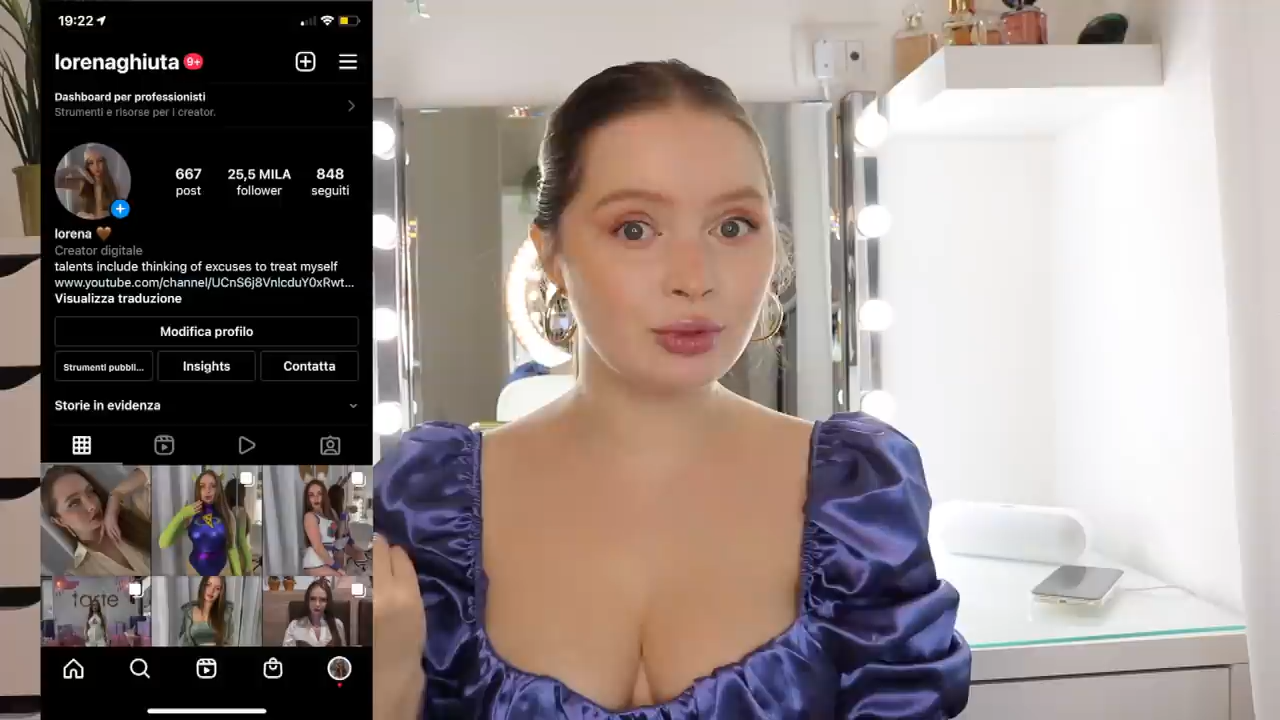 19:22
lorenaghiuta 9+
Dashboard per professionisti
Strumenti e risorse per i creator.
667 25,5 MILA 848
post follower seguiti
lorena
Creator digitale
talents include thinking of excuses to treat myself
www.youtube.com/channel/UCnS6j8VnlcduY0xRwt...
Visualizza traduzione
Modifica profilo
Strumenti pubbli... Insights Contatta
Storie in evidenza
tarte